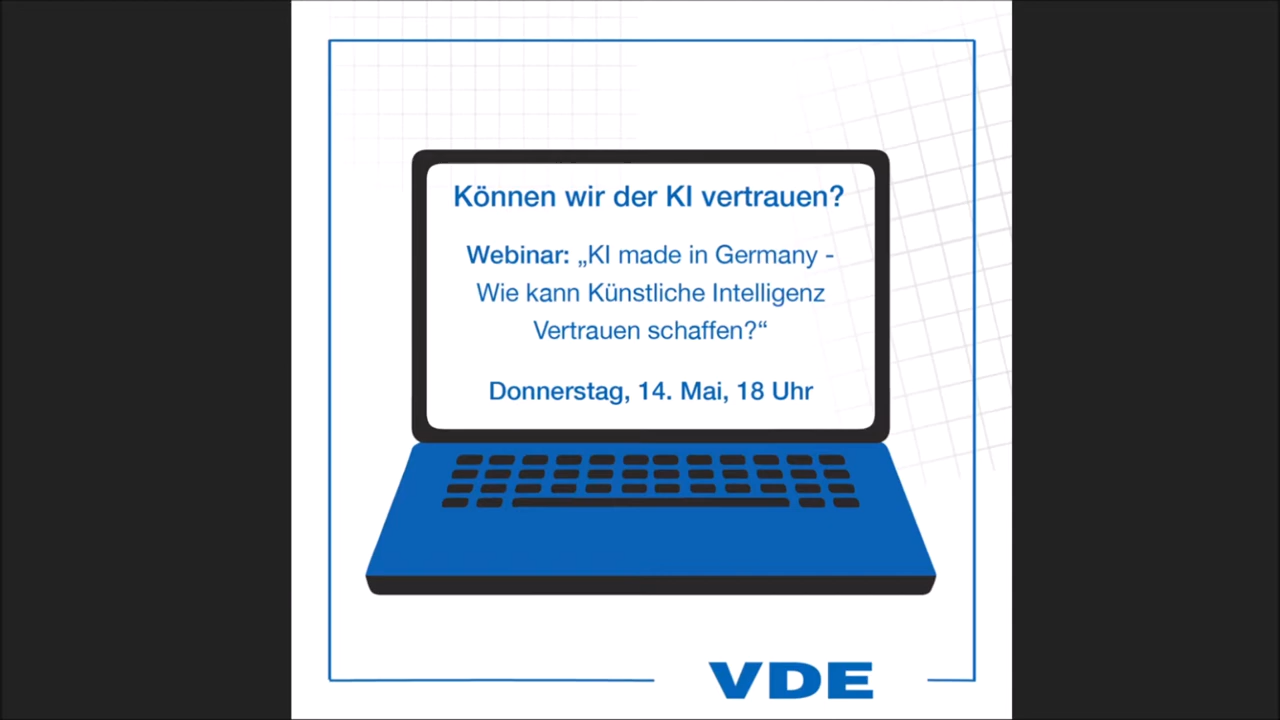 Können wir der KI vertrauen?
Webinar: „KI made in Germany -
Wie kann Künstliche Intelligenz
Vertrauen schaffen?“
Donnerstag, 14. Mai, 18 Uhr
VDE